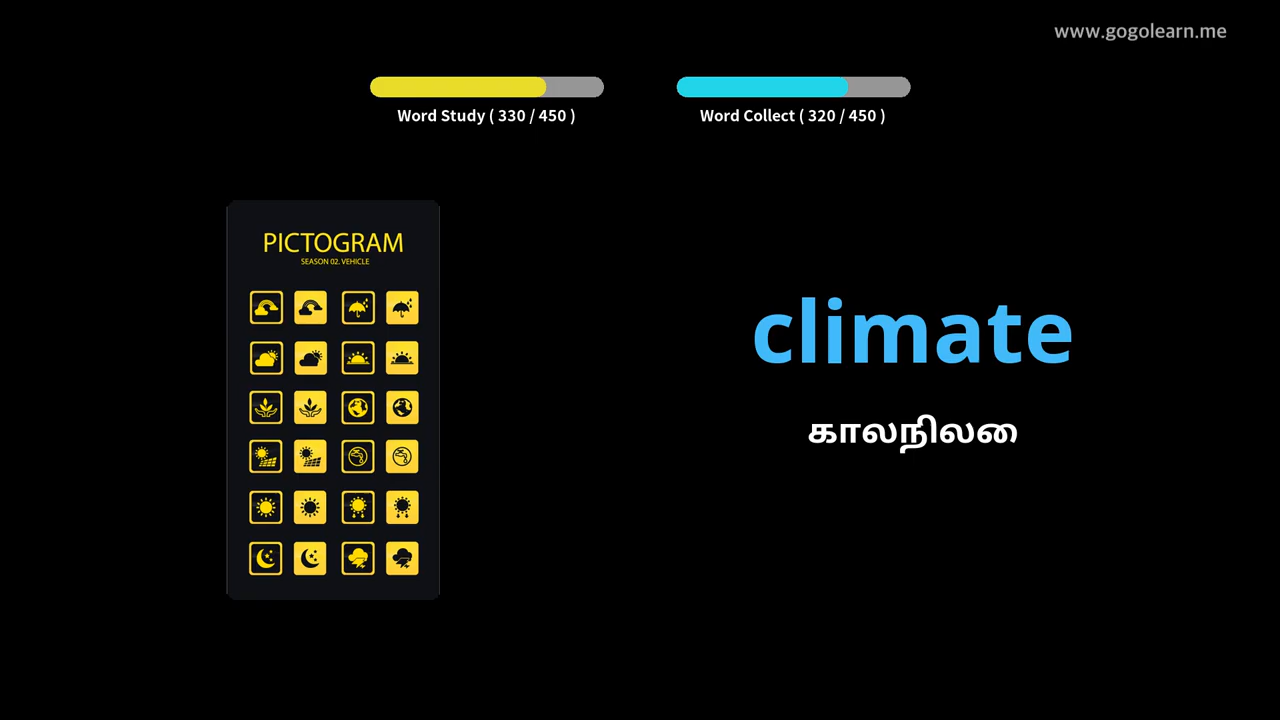 www.gogolearn.me
Word Study ( 330 / 450 )
Word Collect ( 320 / 450 )
PICTOGRAM
SEASON 02. VEHICLE
climate
காலநிலை